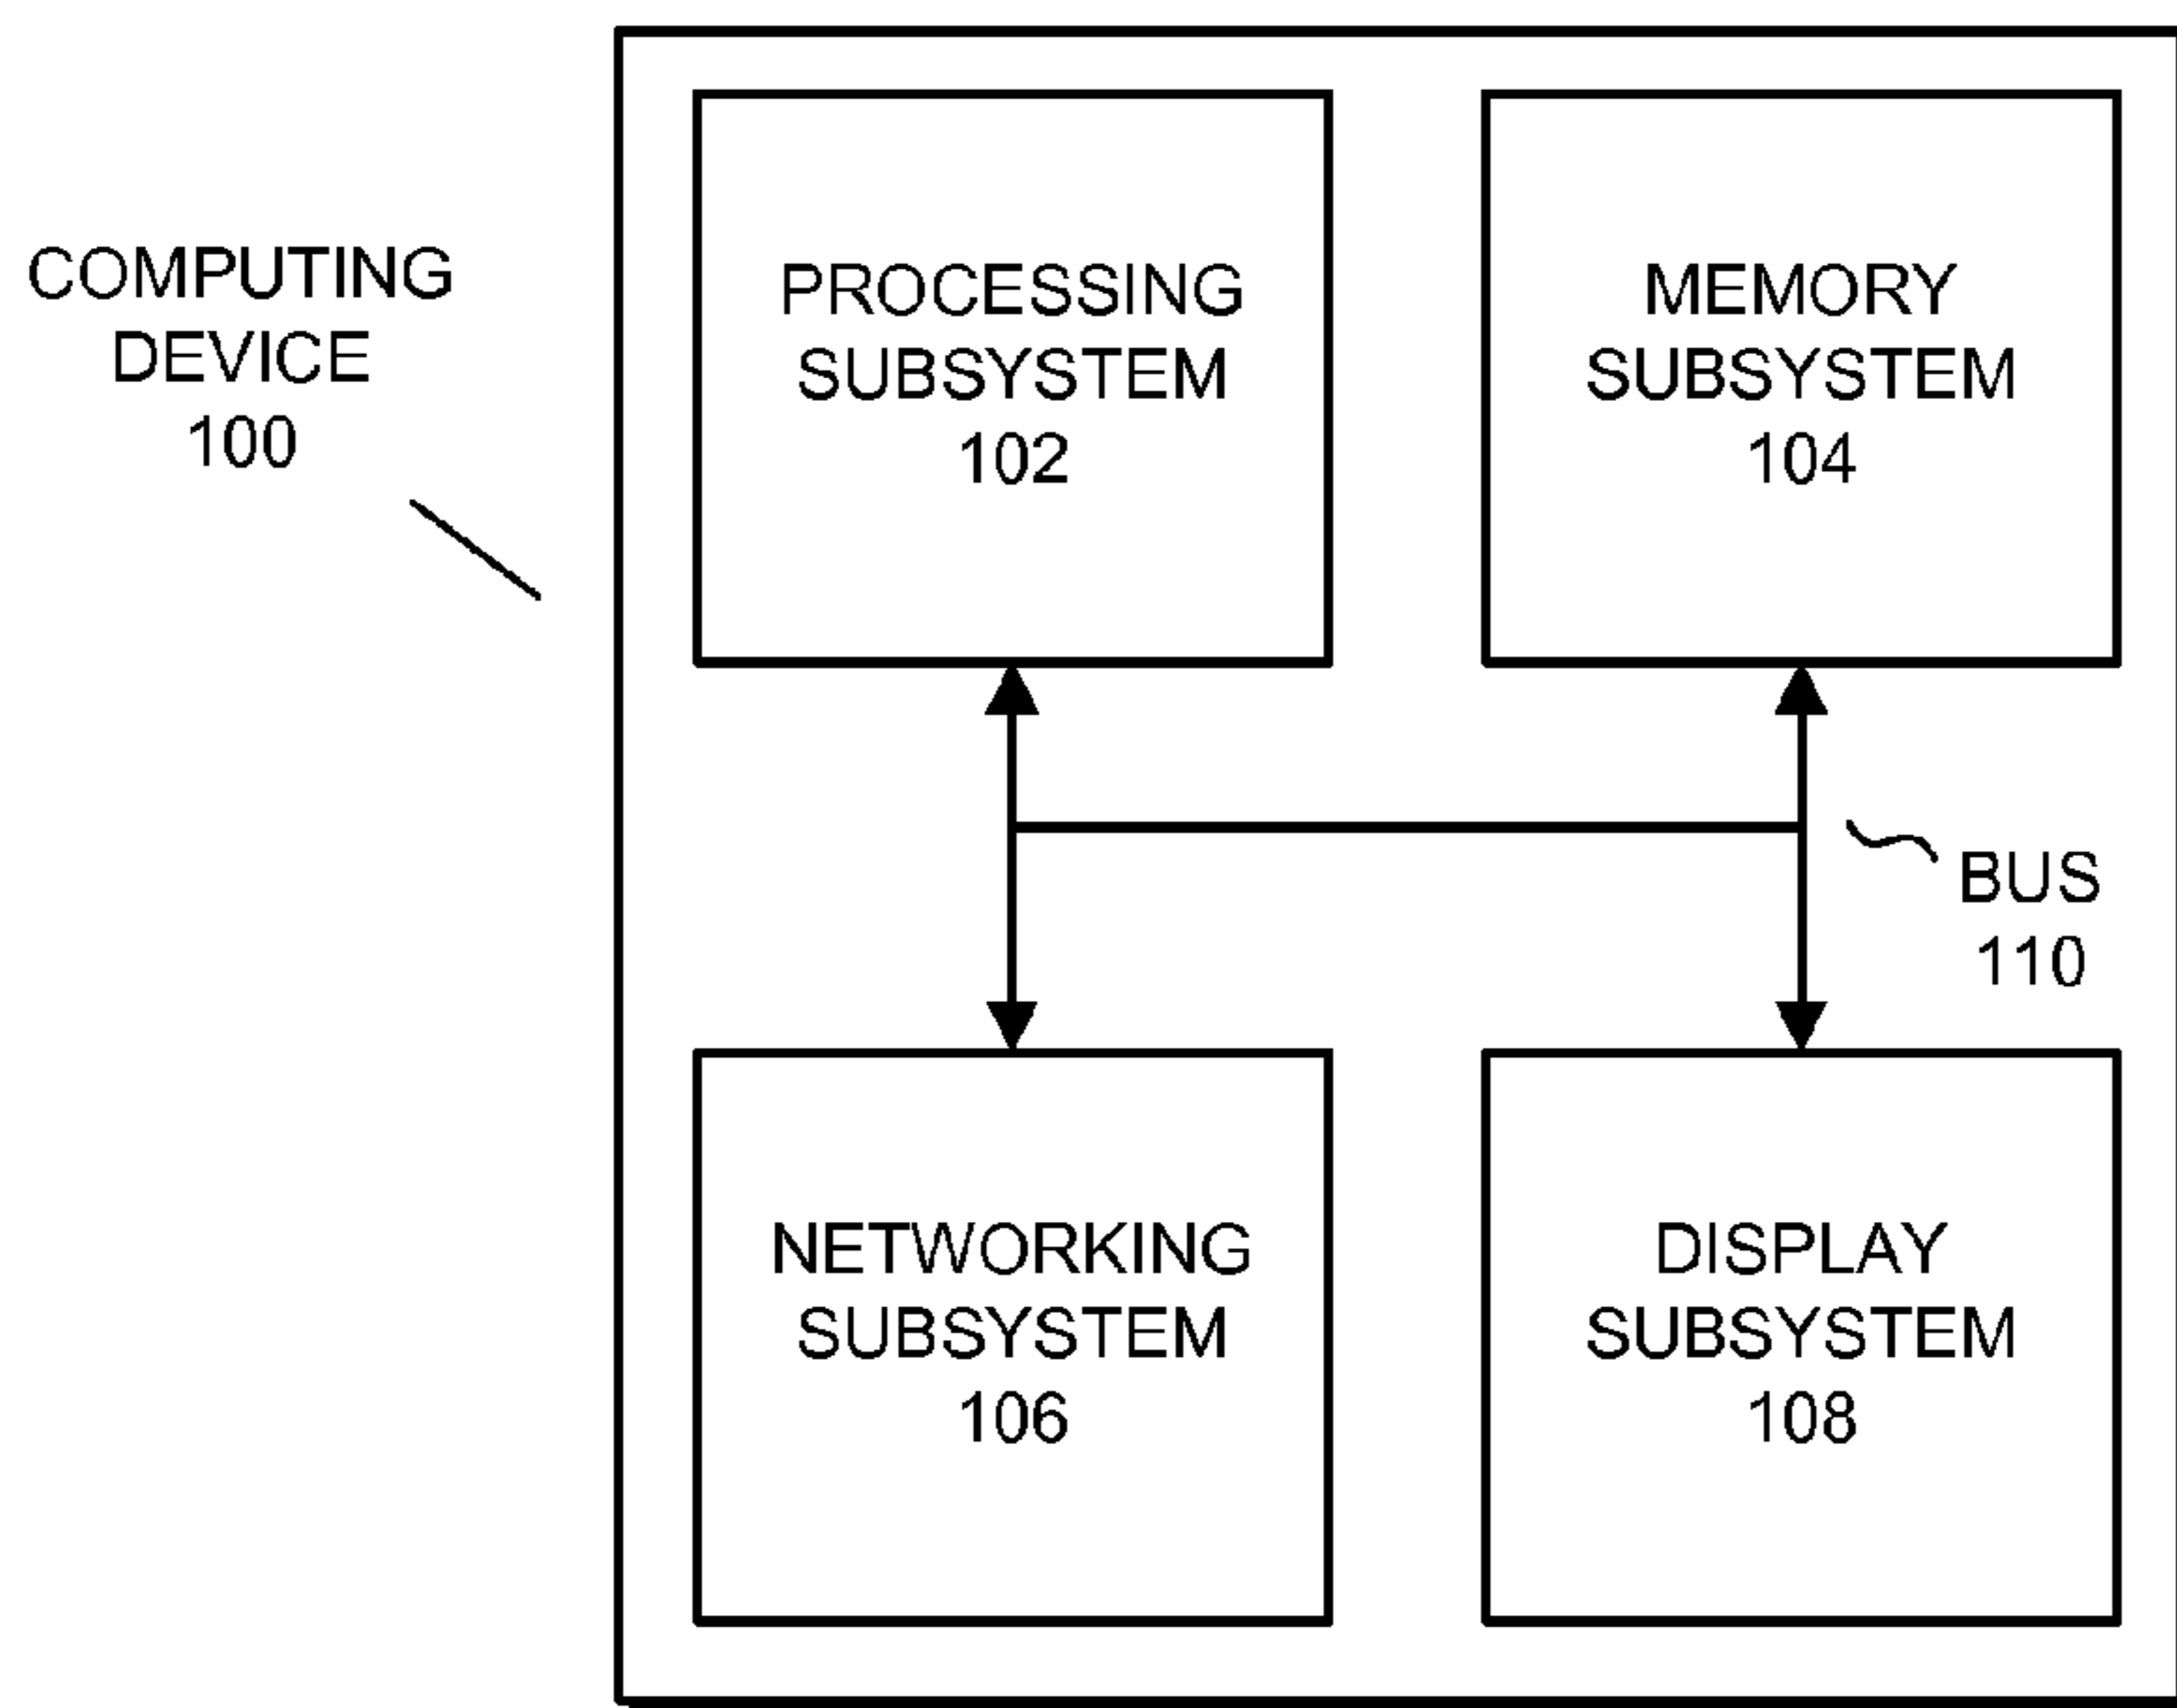 COMPUTING
DEVICE
100
PROCESSING
SUBSYSTEM
102
MEMORY
SUBSYSTEM
104
BUS
110
NETWORKING
SUBSYSTEM
106
DISPLAY
SUBSYSTEM
108